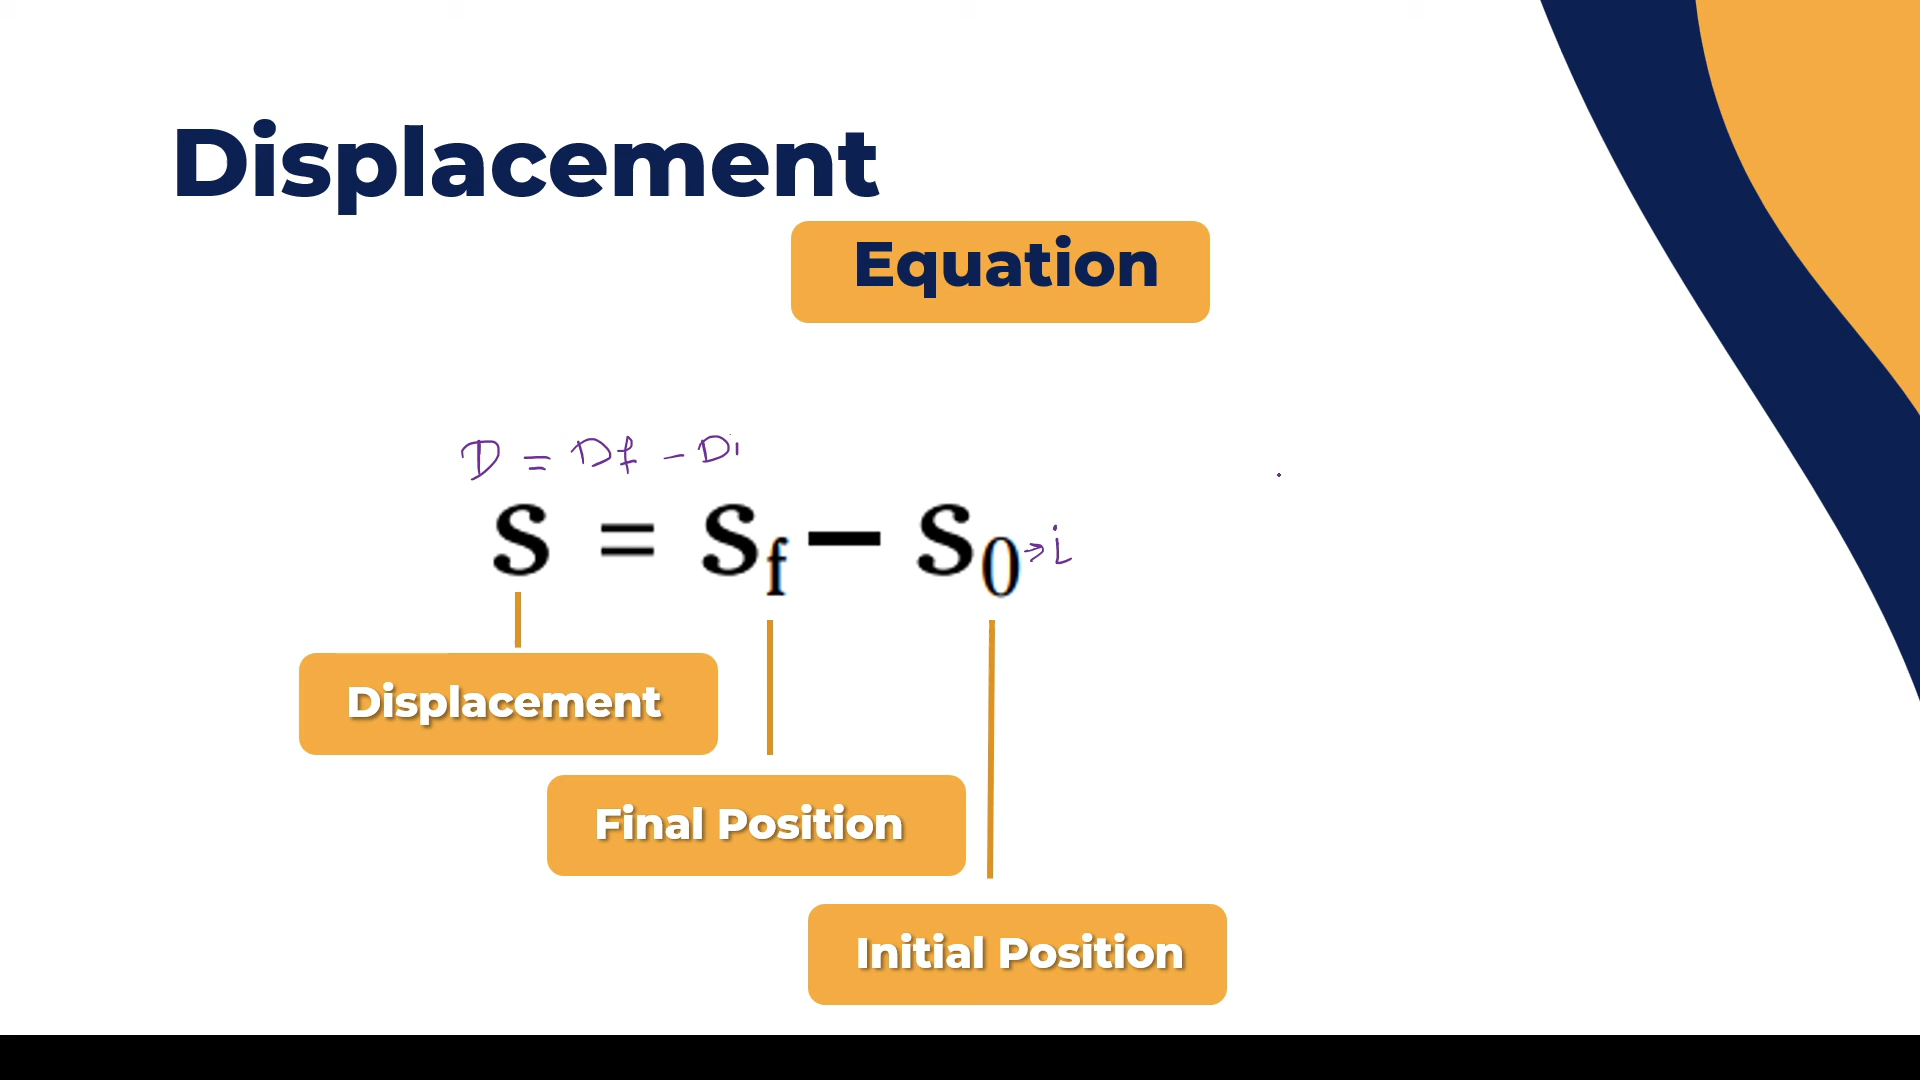 Displacement
Equation
D = Df - Di
s = sf − s0 → i
Displacement
Final Position
Initial Position